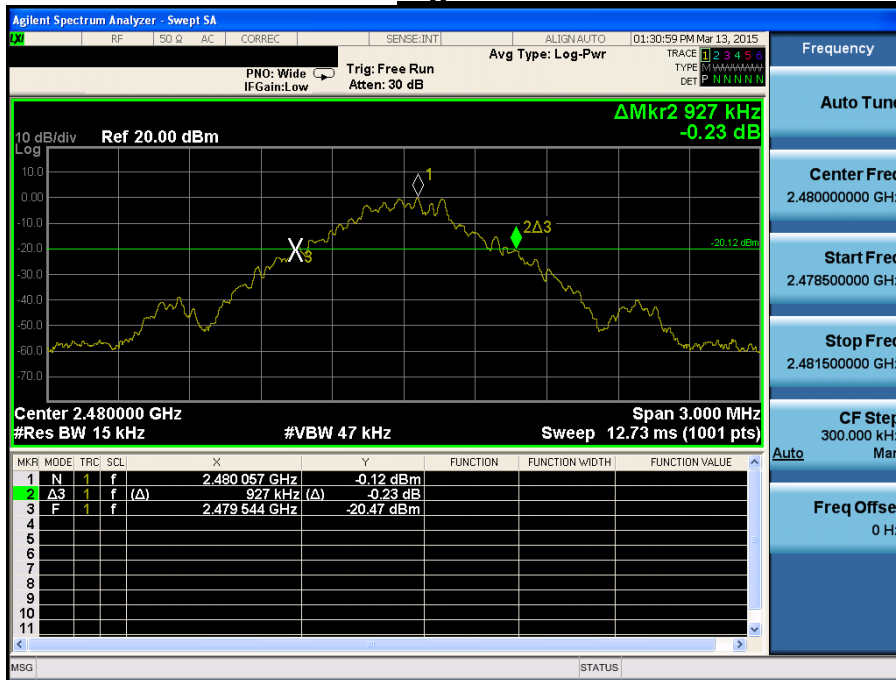 Agilent Spectrum Analyzer - Swept SA
LXI RF 50 Ω AC CORREC SENSE:INT ALIGN AUTO 01:30:59 PM Mar 13, 2015
Avg Type: Log-Pwr
TRACE 1 2 3 4 5 6
PNO: Wide Trig: Free Run
TYPE M WWWWW
IFGain:Low Atten: 30 dB
DET P N N N N N
Frequency
Auto Tune
ΔMkr2 927 kHz
-0.23 dB
10 dB/div Ref 20.00 dBm
Log
10.0
0.00
-10.0
-20.0
-30.0
-40.0
-50.0
-60.0
-70.0
1
2Δ3
-20.12 dBm
3
Center 2.480000 GHz Span 3.000 MHz
#Res BW 15 kHz #VBW 47 kHz Sweep 12.73 ms (1001 pts)
MKR MODE TRC SCL X Y FUNCTION FUNCTION WIDTH FUNCTION VALUE
1 N 1 f 2.480 057 GHz -0.12 dBm
2 Δ3 1 f (Δ) 927 kHz (Δ) -0.23 dB
3 F 1 f 2.479 544 GHz -20.47 dBm
4
5
6
7
8
9
10
11
Center Freq
2.480000000 GHz
Start Freq
2.478500000 GHz
Stop Freq
2.481500000 GHz
CF Step
300.000 kHz
Auto Man
Freq Offset
0 Hz
MSG STATUS